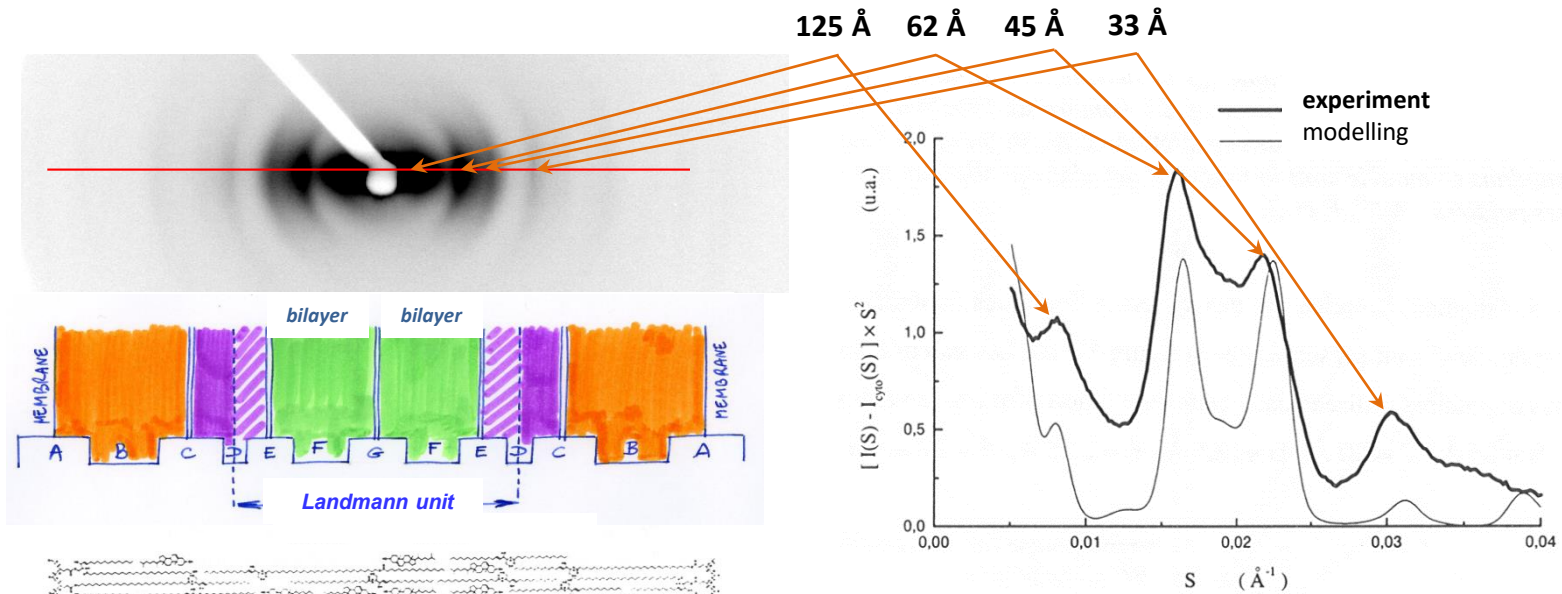 125 Å 62 Å 45 Å 33 Å
experiment
modelling
2,0
1,5
1,0
0,5
0,0
[ I(S) - I_cyto(S) ] × S² (u.a.)
0,00 0,01 0,02 0,03 0,04
S (Å⁻¹)
bilayer bilayer
MEMBRANE
MEMBRANE
A B C D E F G F E D C B A
Landmann unit